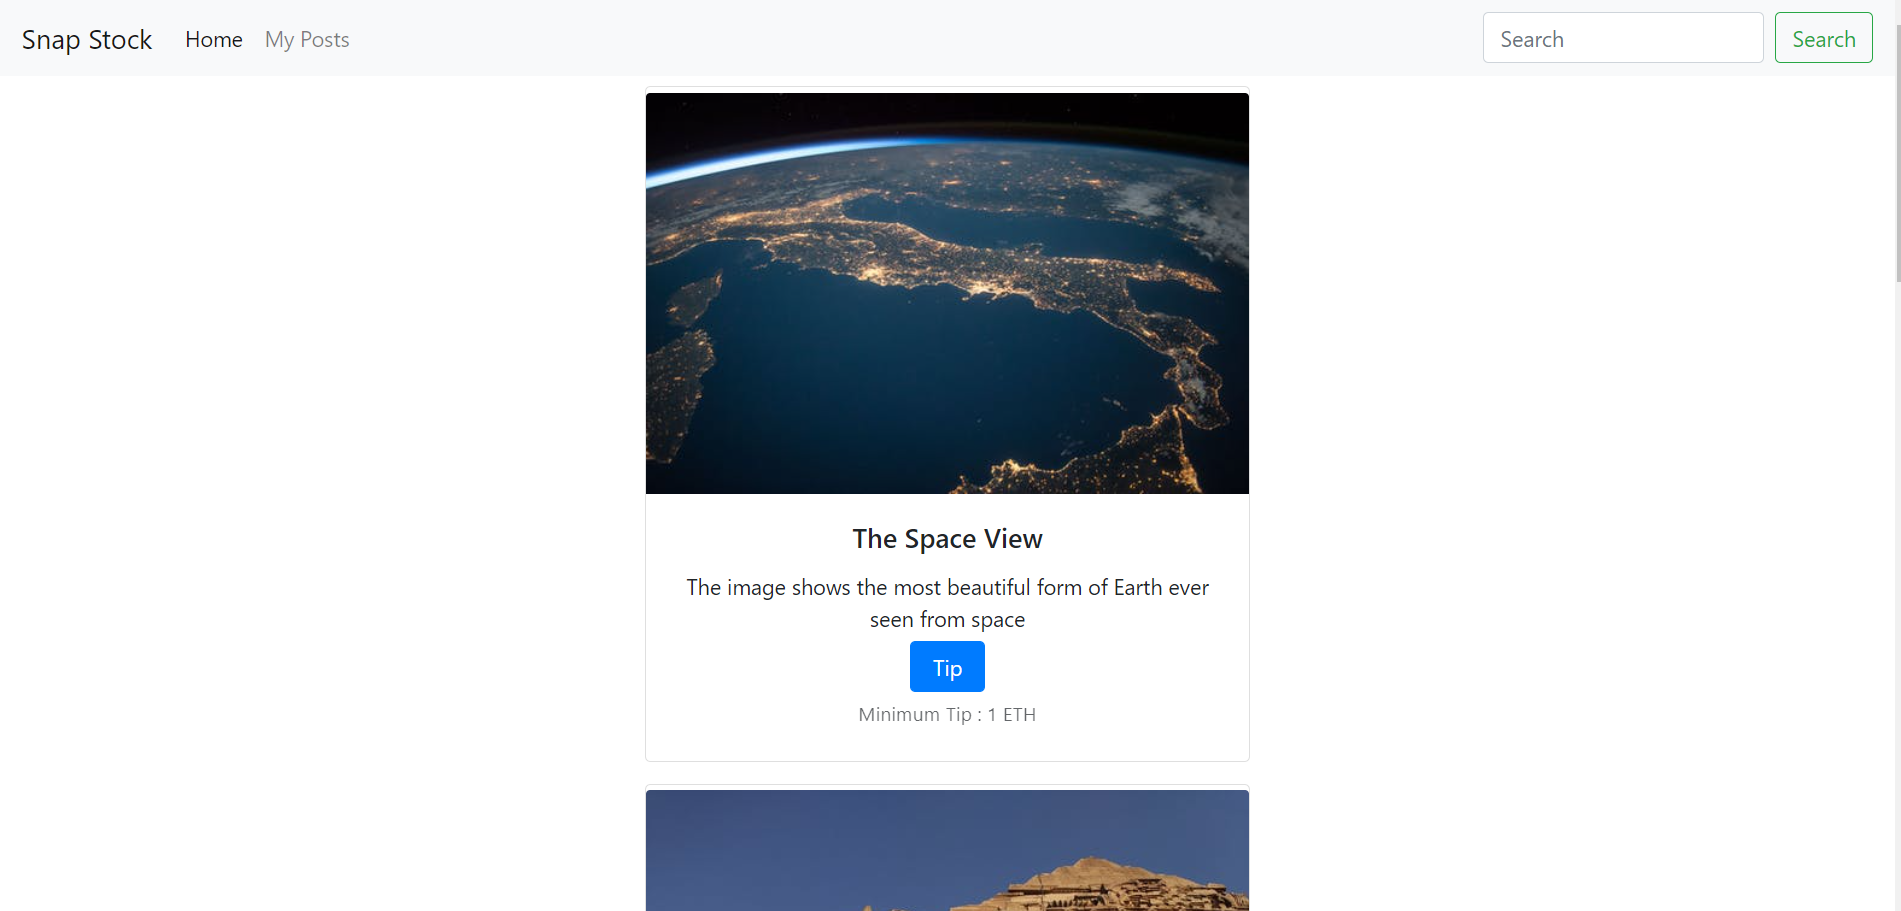 Snap Stock Home My Posts Search Search
The Space View
The image shows the most beautiful form of Earth ever
seen from space
Tip
Minimum Tip : 1 ETH